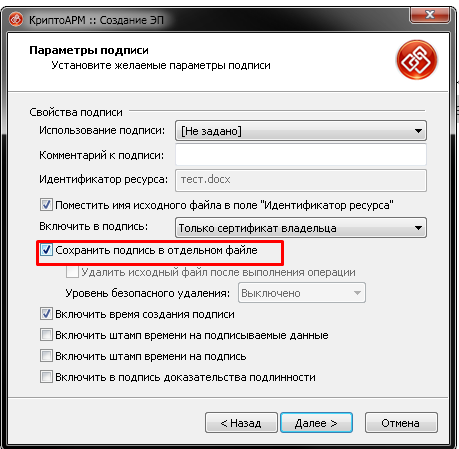 КриптоАРМ :: Создание ЭП
Параметры подписи
Установите желаемые параметры подписи
Свойства подписи
Использование подписи: [Не задано]
Комментарий к подписи:
Идентификатор ресурса: тест.docx
Поместить имя исходного файла в поле "Идентификатор ресурса"
Включить в подпись: Только сертификат владельца
Сохранить подпись в отдельном файле
Удалить исходный файл после выполнения операции
Уровень безопасного удаления: Выключено
Включить время создания подписи
Включить штамп времени на подписываемые данные
Включить штамп времени на подпись
Включить в подпись доказательства подлинности
< Назад Далее > Отмена